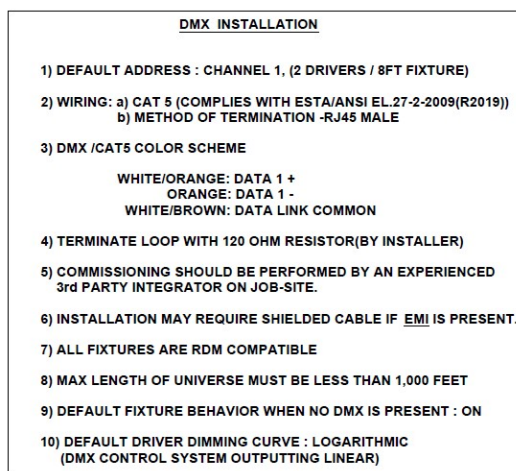 DMX INSTALLATION
1) DEFAULT ADDRESS : CHANNEL 1, (2 DRIVERS / 8FT FIXTURE)
2) WIRING: a) CAT 5 (COMPLIES WITH ESTA/ANSI EL.27-2-2009(R2019))
b) METHOD OF TERMINATION -RJ45 MALE
3) DMX /CAT5 COLOR SCHEME
WHITE/ORANGE: DATA 1 +
ORANGE: DATA 1 -
WHITE/BROWN: DATA LINK COMMON
4) TERMINATE LOOP WITH 120 OHM RESISTOR(BY INSTALLER)
5) COMMISSIONING SHOULD BE PERFORMED BY AN EXPERIENCED
3rd PARTY INTEGRATOR ON JOB-SITE.
6) INSTALLATION MAY REQUIRE SHIELDED CABLE IF EMI IS PRESENT.
7) ALL FIXTURES ARE RDM COMPATIBLE
8) MAX LENGTH OF UNIVERSE MUST BE LESS THAN 1,000 FEET
9) DEFAULT FIXTURE BEHAVIOR WHEN NO DMX IS PRESENT : ON
10) DEFAULT DRIVER DIMMING CURVE : LOGARITHMIC
(DMX CONTROL SYSTEM OUTPUTTING LINEAR)